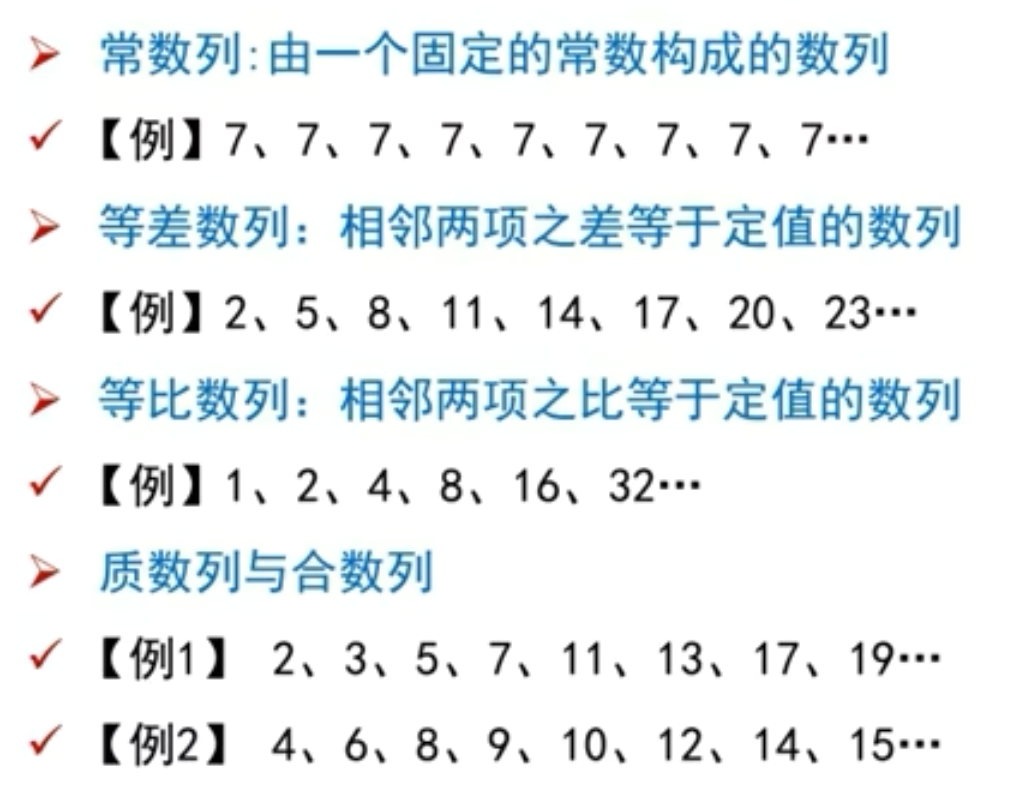 ➢ 常数列:由一个固定的常数构成的数列
✓ 【例】7、7、7、7、7、7、7、7、7…
➢ 等差数列：相邻两项之差等于定值的数列
✓ 【例】2、5、8、11、14、17、20、23…
➢ 等比数列：相邻两项之比等于定值的数列
✓ 【例】1、2、4、8、16、32…
➢ 质数列与合数列
✓ 【例1】 2、3、5、7、11、13、17、19…
✓ 【例2】 4、6、8、9、10、12、14、15…